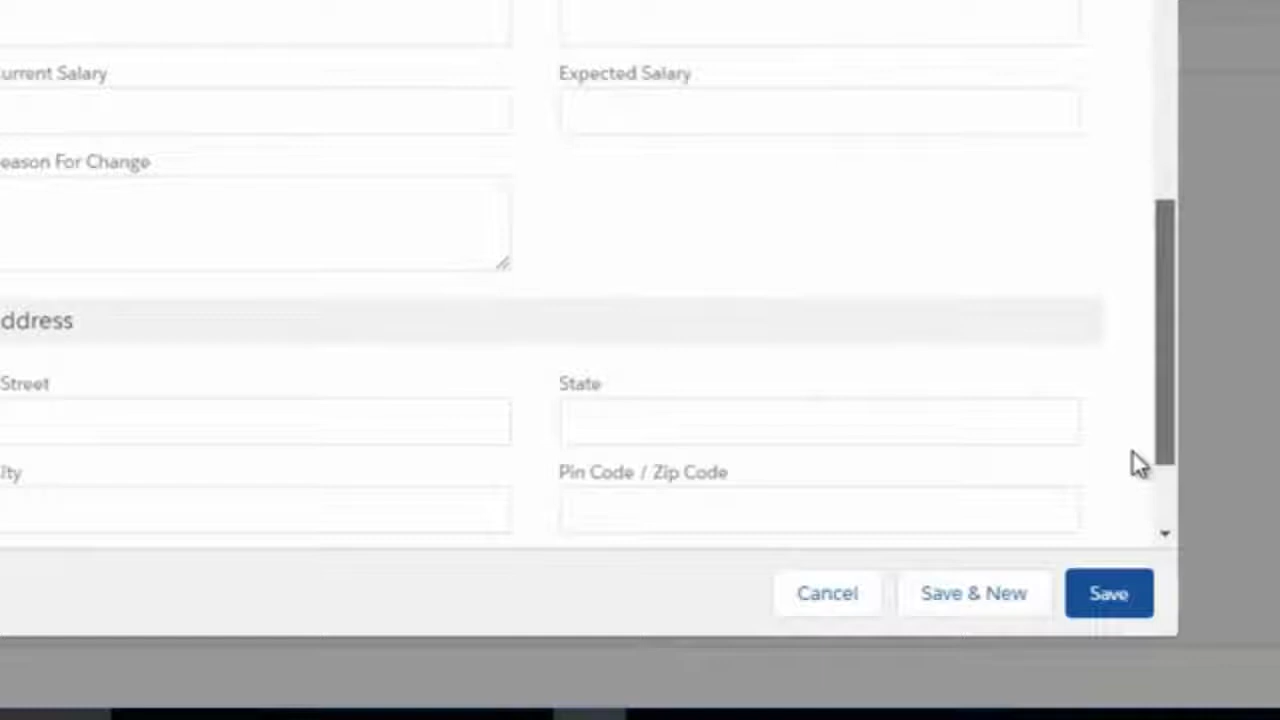 urrent Salary
Expected Salary
eason For Change
ddress
Street
State
ity
Pin Code / Zip Code
Cancel
Save & New
Save